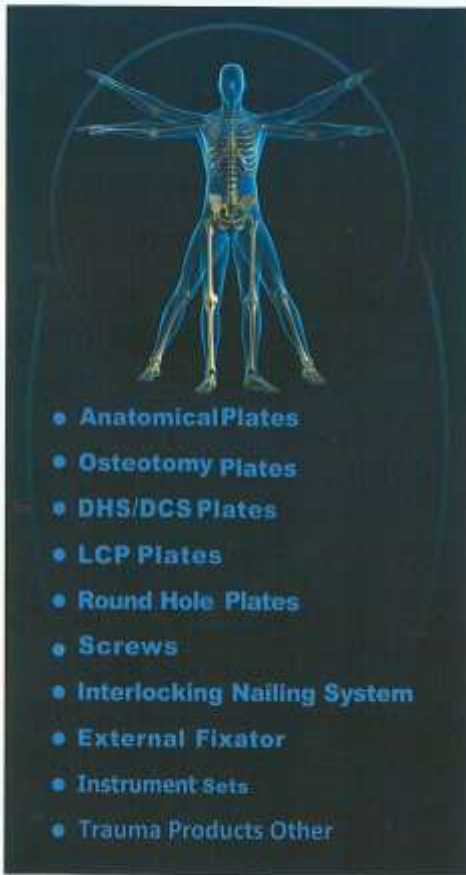 AnatomicalPlates
Osteotomy Plates
DHS/DCS Plates
LCP Plates
Round Hole Plates
Screws
Interlocking Nailing System
External Fixator
Instrument Sets
Trauma Products Other